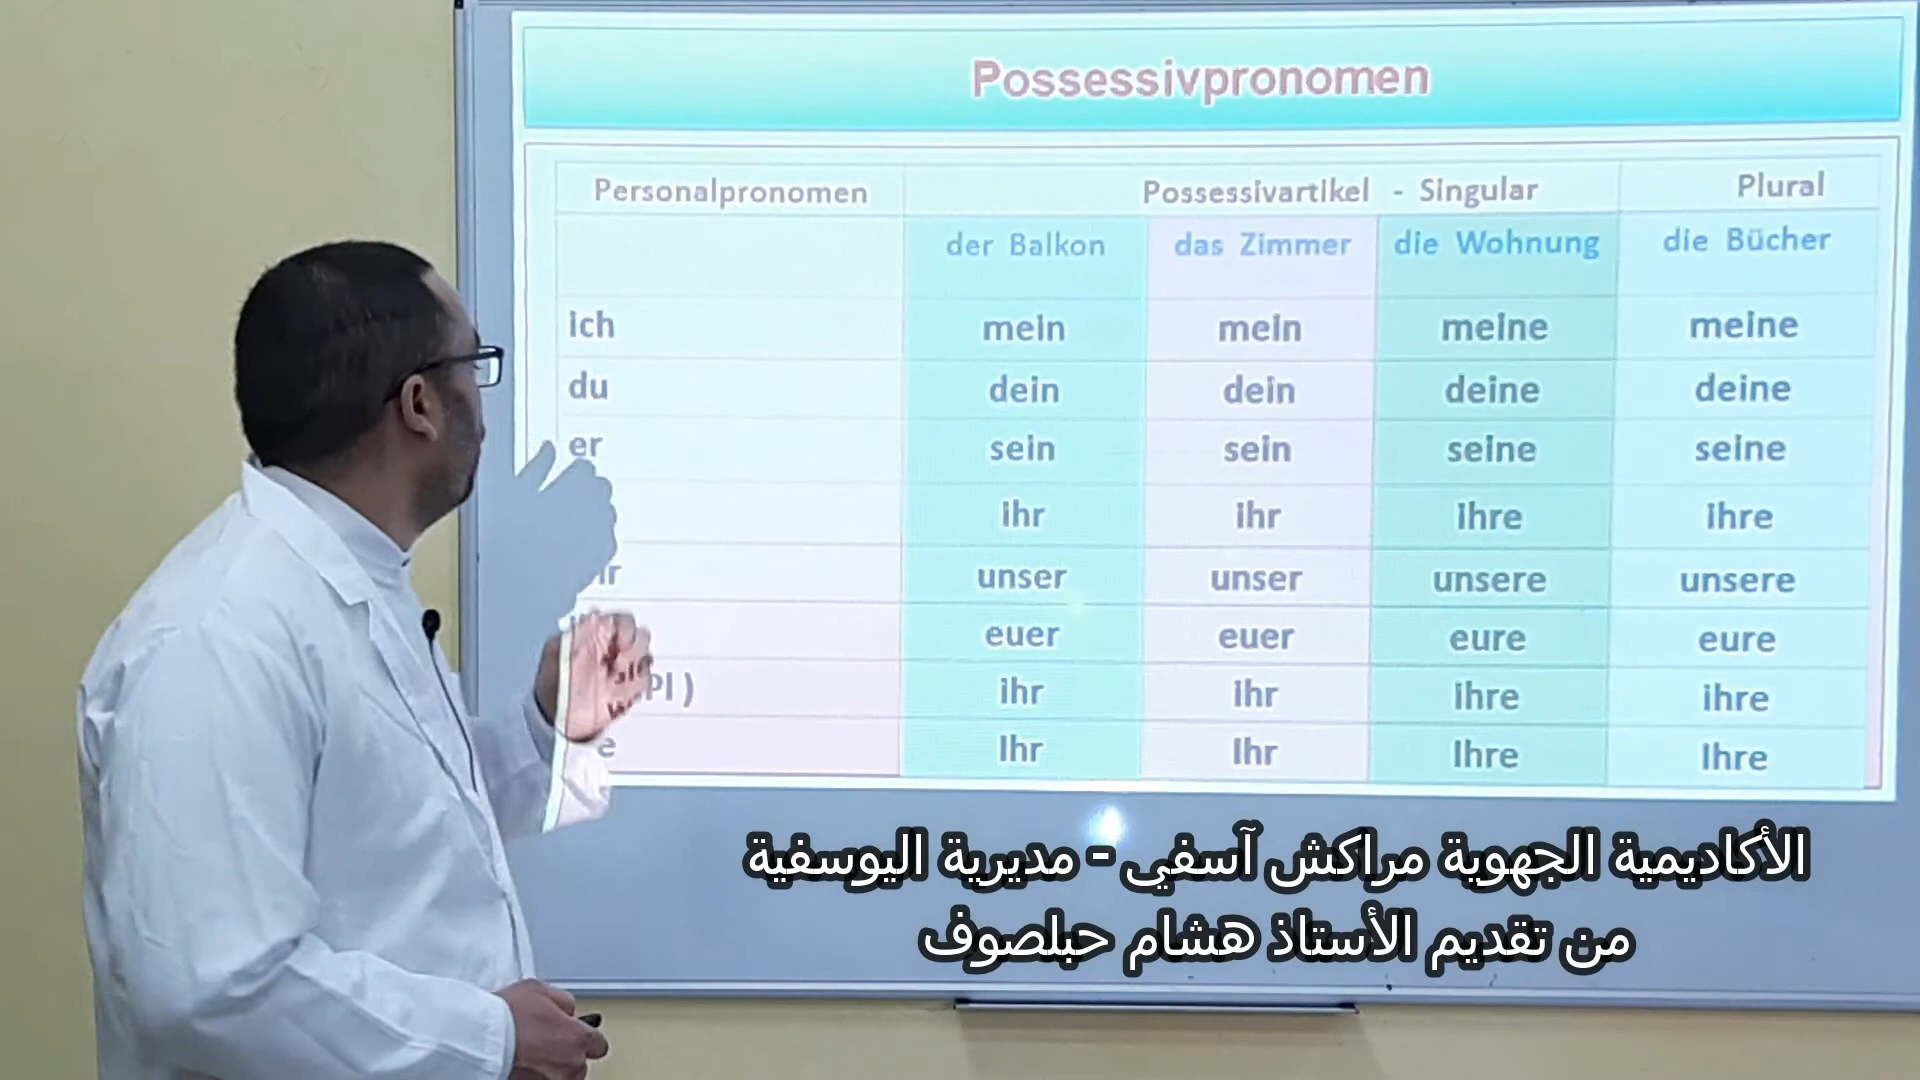 Possessivpronomen
Personalpronomen Possessivartikel - Singular Plural
der Balkon das Zimmer die Wohnung die Bücher
ich mein mein meine meine
du dein dein deine deine
er sein sein seine seine
ihr ihr ihre ihre
unser unser unsere unsere
euer euer eure eure
ihr ihr ihre ihre
Ihr Ihr Ihre Ihre
الأكاديمية الجهوية مراكش آسفي - مديرية اليوسفية
من تقديم الأستاذ هشام حبلصوف